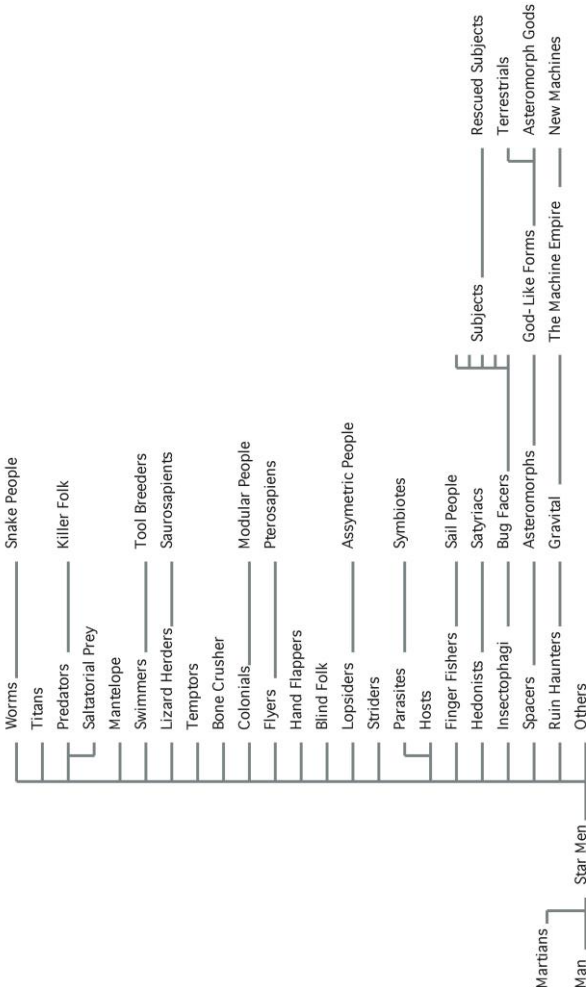 Man
Martians
Star Men
Worms
Titans
Predators
Saltatorial Prey
Mantelope
Swimmers
Lizard Herders
Temptors
Bone Crusher
Colonials
Flyers
Hand Flappers
Blind Folk
Lopsiders
Striders
Parasites
Hosts
Finger Fishers
Hedonists
Insectophagi
Spacers
Ruin Haunters
Others
Snake People
Killer Folk
Tool Breeders
Saurosapients
Modular People
Pterosapiens
Assymetric People
Symbiotes
Sail People
Satyriacs
Bug Facers
Asteromorphs
Gravital
Subjects
God- Like Forms
The Machine Empire
Rescued Subjects
Terrestrials
Asteromorph Gods
New Machines